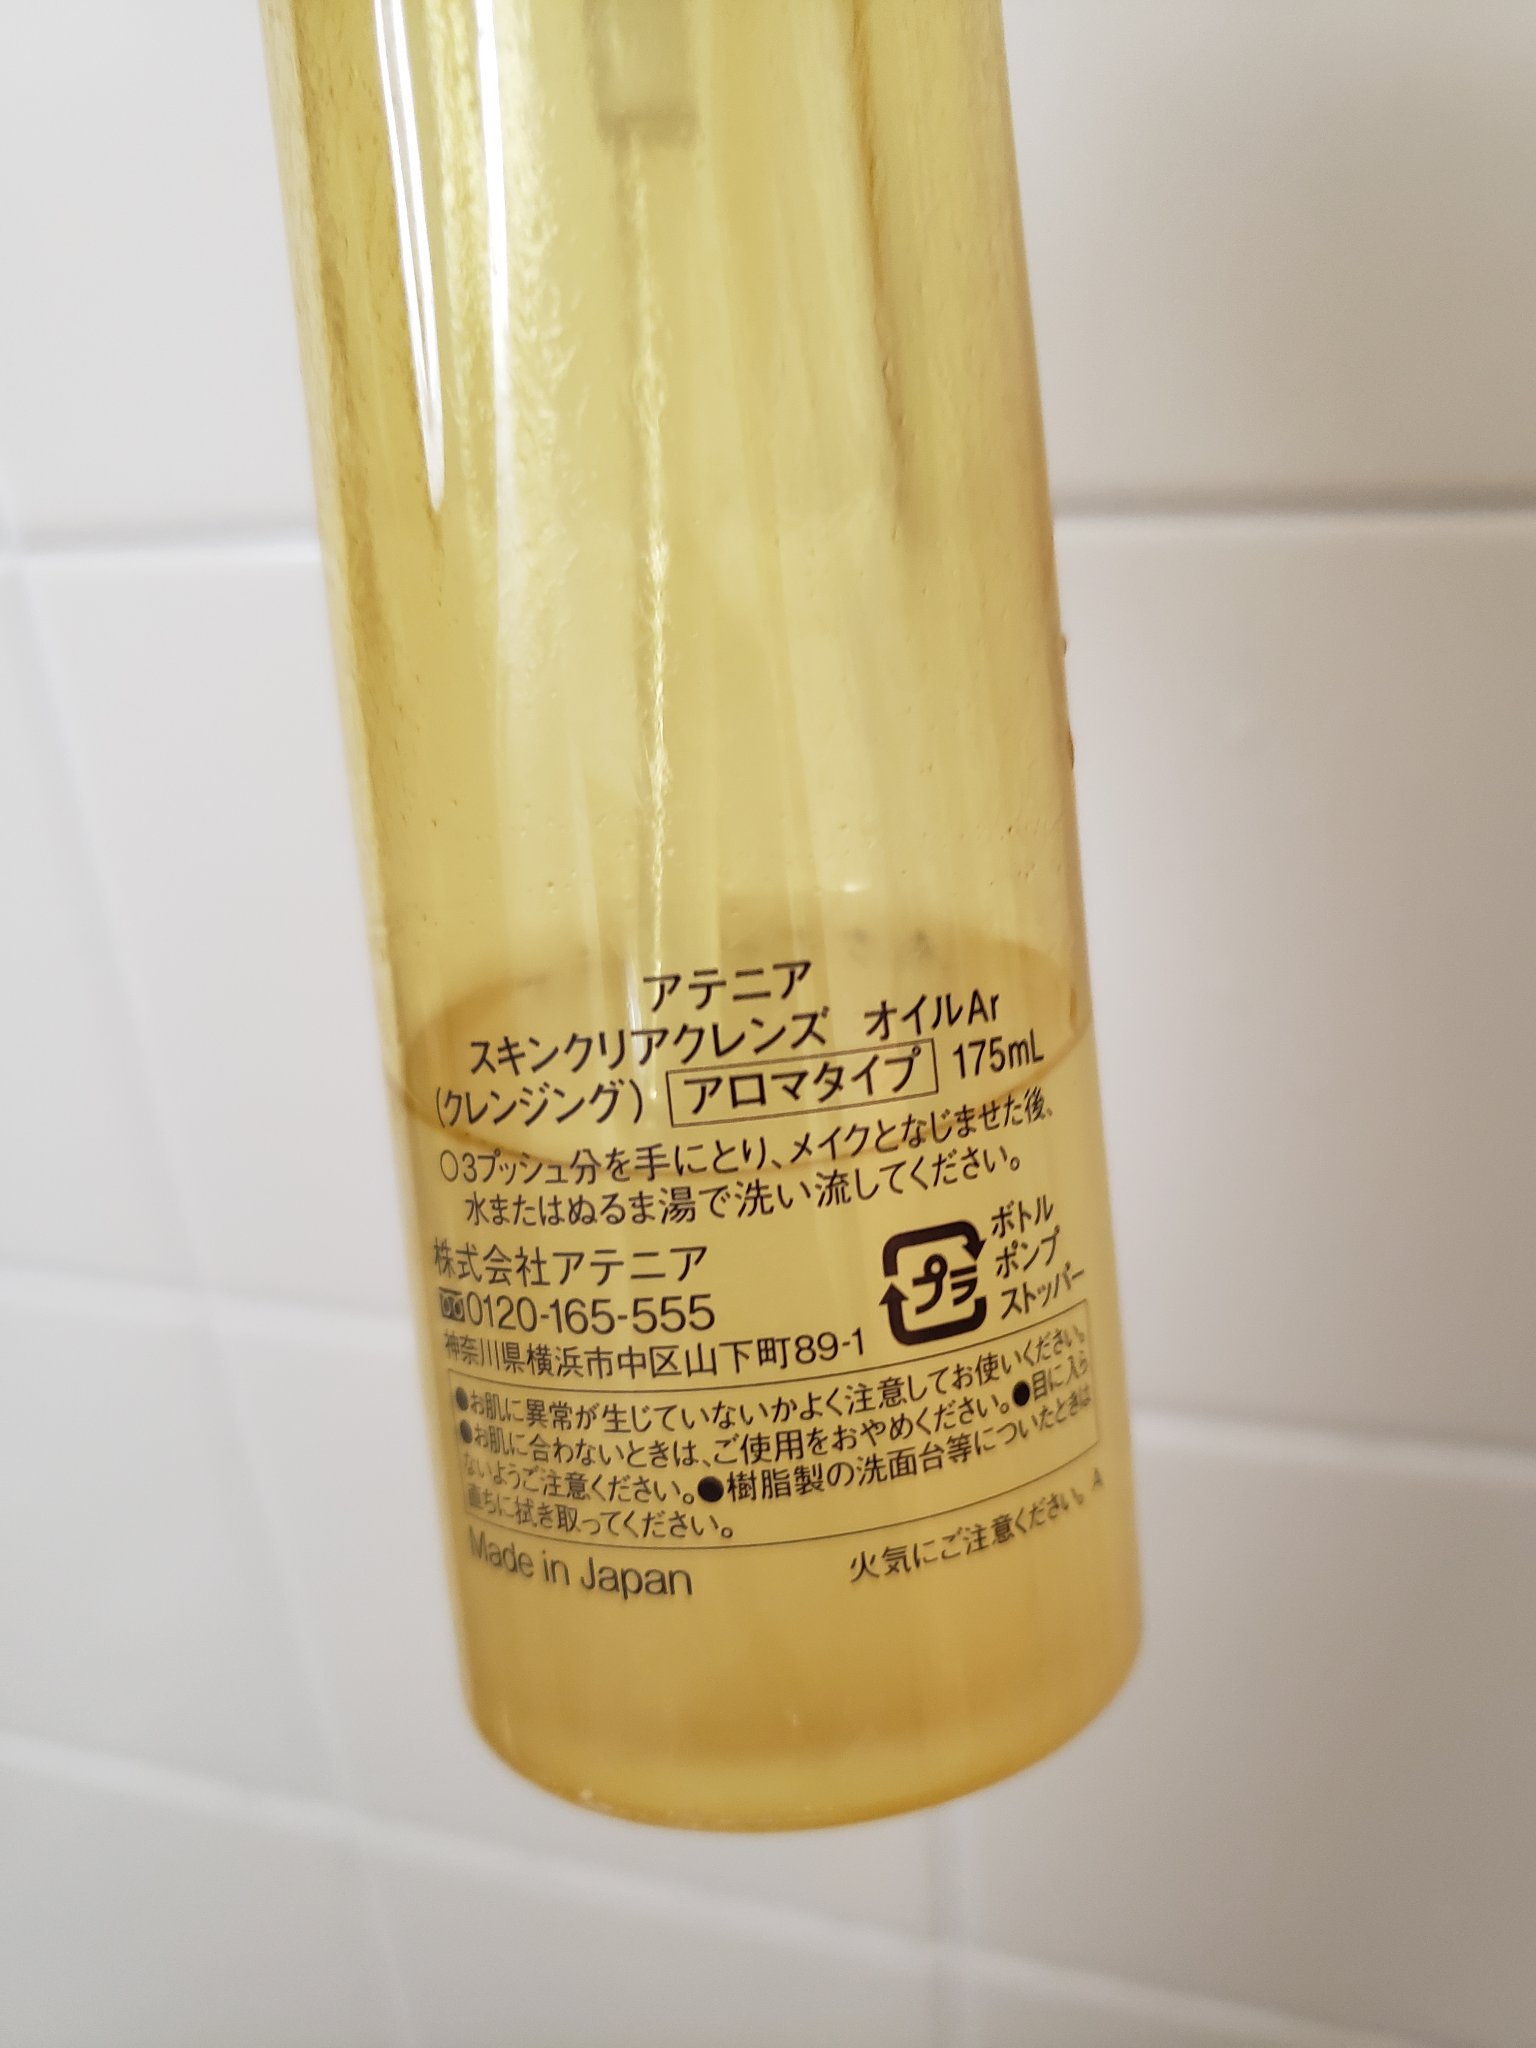 アテニア
スキンクリアクレンズ オイルAr
(クレンジング) アロマタイプ 175mL
○3プッシュ分を手にとり、メイクとなじませた後、
水またはぬるま湯で洗い流してください。
株式会社アテニア
0120-165-555
神奈川県横浜市中区山下町89-1
プラ
ボトル
ポンプ
ストッパー
●お肌に異常が生じていないかよく注意してお使いください。
●お肌に合わないときは、ご使用をおやめください。●目に入ら
ないようご注意ください。●樹脂製の洗面台等についたときは
直ちに拭き取ってください。
Made in Japan
火気にご注意ください。A